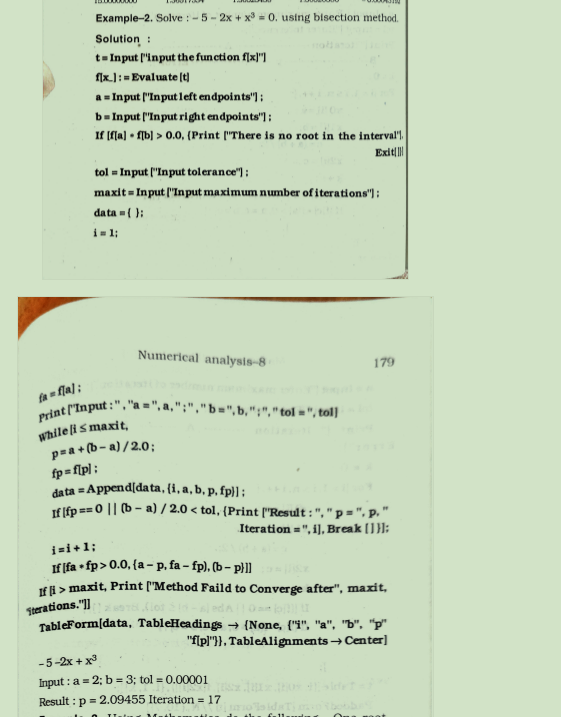 Example–2. Solve : – 5 – 2x + x³ = 0. using bisection method.
Solution :
t = Input ["input the function f[x]"]
f[x_] : = Evaluate [t]
a = Input ["Input left endpoints"] ;
b = Input ["Input right endpoints"] ;
If [f[a] * f[b] > 0.0, {Print ["There is no root in the interval"],
Exit[]}]
tol = Input ["Input tolerance"] ;
maxit = Input ["Input maximum number of iterations"] ;
data = { };
i = 1;
Numerical analysis–8 179
fa = f[a] ;
Print ["Input : ", "a = ", a, " ; ", " b = ", b, " ; ", " tol = ", tol]
While [i ≤ maxit,
p = a + (b – a) / 2.0 ;
fp = f[p] ;
data = Append[data, {i, a, b, p, fp}] ;
If [fp == 0 || (b – a) / 2.0 < tol, {Print ["Result : ", " p = ", p, "
Iteration = ", i], Break [ ]}];
i = i + 1 ;
If [fa * fp > 0.0, {a – p, fa – fp}, (b – p)}]]
If [i > maxit, Print ["Method Faild to Converge after", maxit,
"iterations."]]
TableForm[data, TableHeadings → {None, {"i", "a", "b", "p"
"f[p]"}}, TableAlignments → Center]
– 5 –2x + x³
Input : a = 2; b = 3; tol = 0.00001
Result : p = 2.09455 Iteration = 17